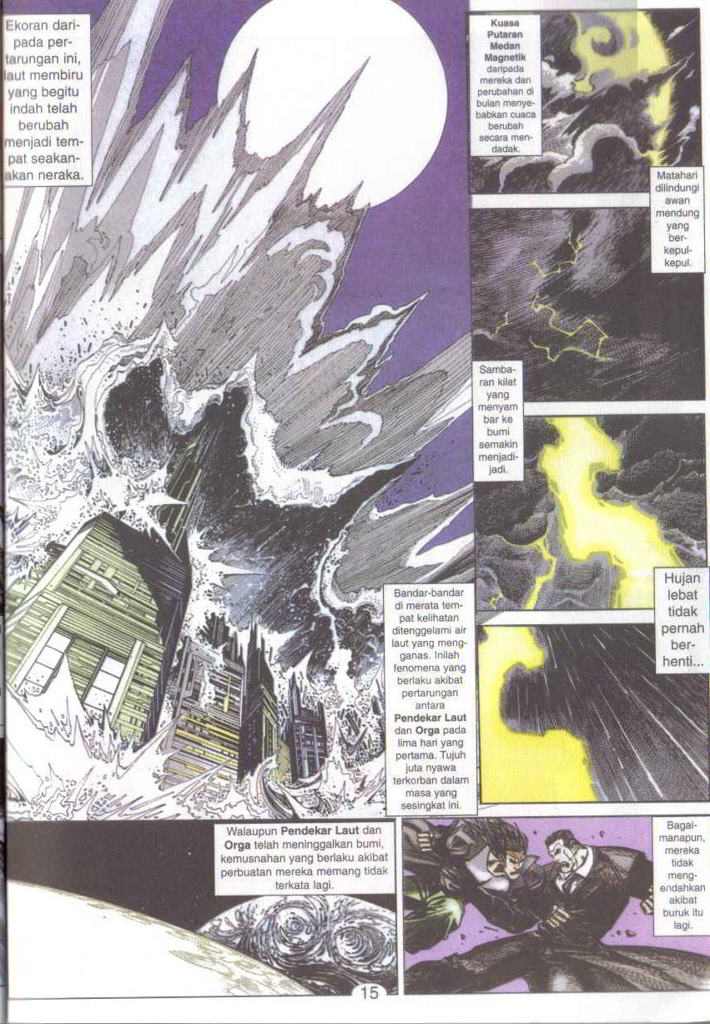 Ekoran dari-
pada per-
tarungan ini,
laut membiru
yang begitu
indah telah
berubah
menjadi tem-
pat seakan-
akan neraka.
Kuasa
Putaran
Medan
Magnetik
daripada
mereka dan
perubahan di
bulan menye-
babkan cuaca
berubah
secara men-
dadak.
Matahari
dilindungi
awan
mendung
yang
ber-
kepul-
kepul.
Samba-
ran kilat
yang
menyam
bar ke
bumi
semakin
menjadi-
jadi.
Hujan
lebat
tidak
pernah
ber-
henti...
Bandar-bandar
di merata tem-
pat kelihatan
ditenggelami air
laut yang meng-
ganas. Inilah
fenomena yang
berlaku akibat
pertarungan
antara
Pendekar Laut
dan Orga pada
lima hari yang
pertama. Tujuh
juta nyawa
terkorban dalam
masa yang
sesingkat ini.
Walaupun Pendekar Laut dan
Orga telah meninggalkan bumi,
kemusnahan yang berlaku akibat
perbuatan mereka memang tidak
terkata lagi.
Bagai-
manapun,
mereka
tidak
meng-
endahkan
akibat
buruk itu
lagi.
15